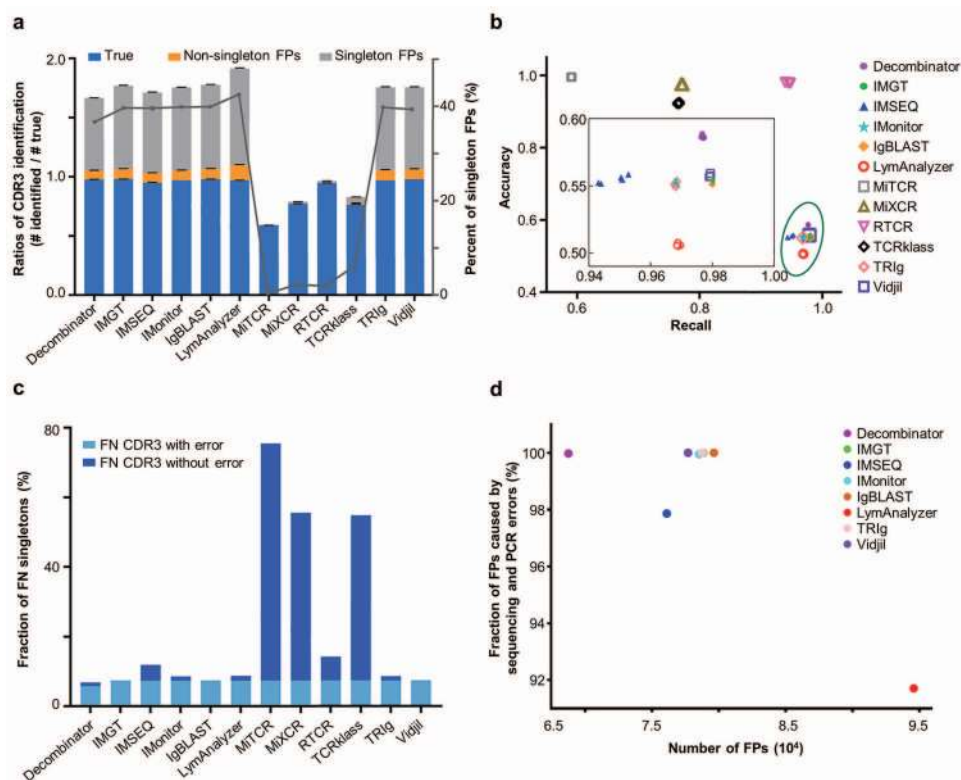 a
True
Non-singleton FPs
Singleton FPs
2.0
1.0
0.0
40
20
0
Ratios of CDR3 identification
(# identified / # true)
Percent of singleton FPs (%)
Decombinator
IMGT
IMSEQ
IMonitor
IgBLAST
LymAnalyzer
MiTCR
MiXCR
RTCR
TCRklass
TRIg
Vidjil
b
1.0
0.8
0.6
0.4
0.60
0.55
0.50
0.94
0.96
0.98
1.00
0.6
0.8
1.0
Accuracy
Recall
Decombinator
IMGT
IMSEQ
IMonitor
IgBLAST
LymAnalyzer
MiTCR
MiXCR
RTCR
TCRklass
TRIg
Vidjil
c
FN CDR3 with error
FN CDR3 without error
80
40
0
Fraction of FN singletons (%)
Decombinator
IMGT
IMSEQ
IMonitor
IgBLAST
LymAnalyzer
MiTCR
MiXCR
RTCR
TCRklass
TRIg
Vidjil
d
100
98
96
94
92
Fraction of FPs caused by
sequencing and PCR errors (%)
6.5
7.5
8.5
9.5
Number of FPs (10⁴)
Decombinator
IMGT
IMSEQ
IMonitor
IgBLAST
LymAnalyzer
TRIg
Vidjil